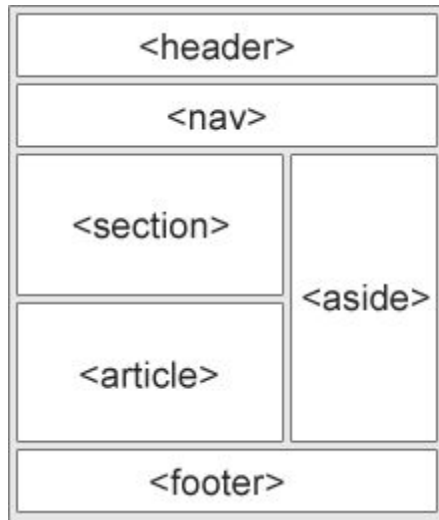 <header>
<nav>
<section>
<aside>
<article>
<footer>